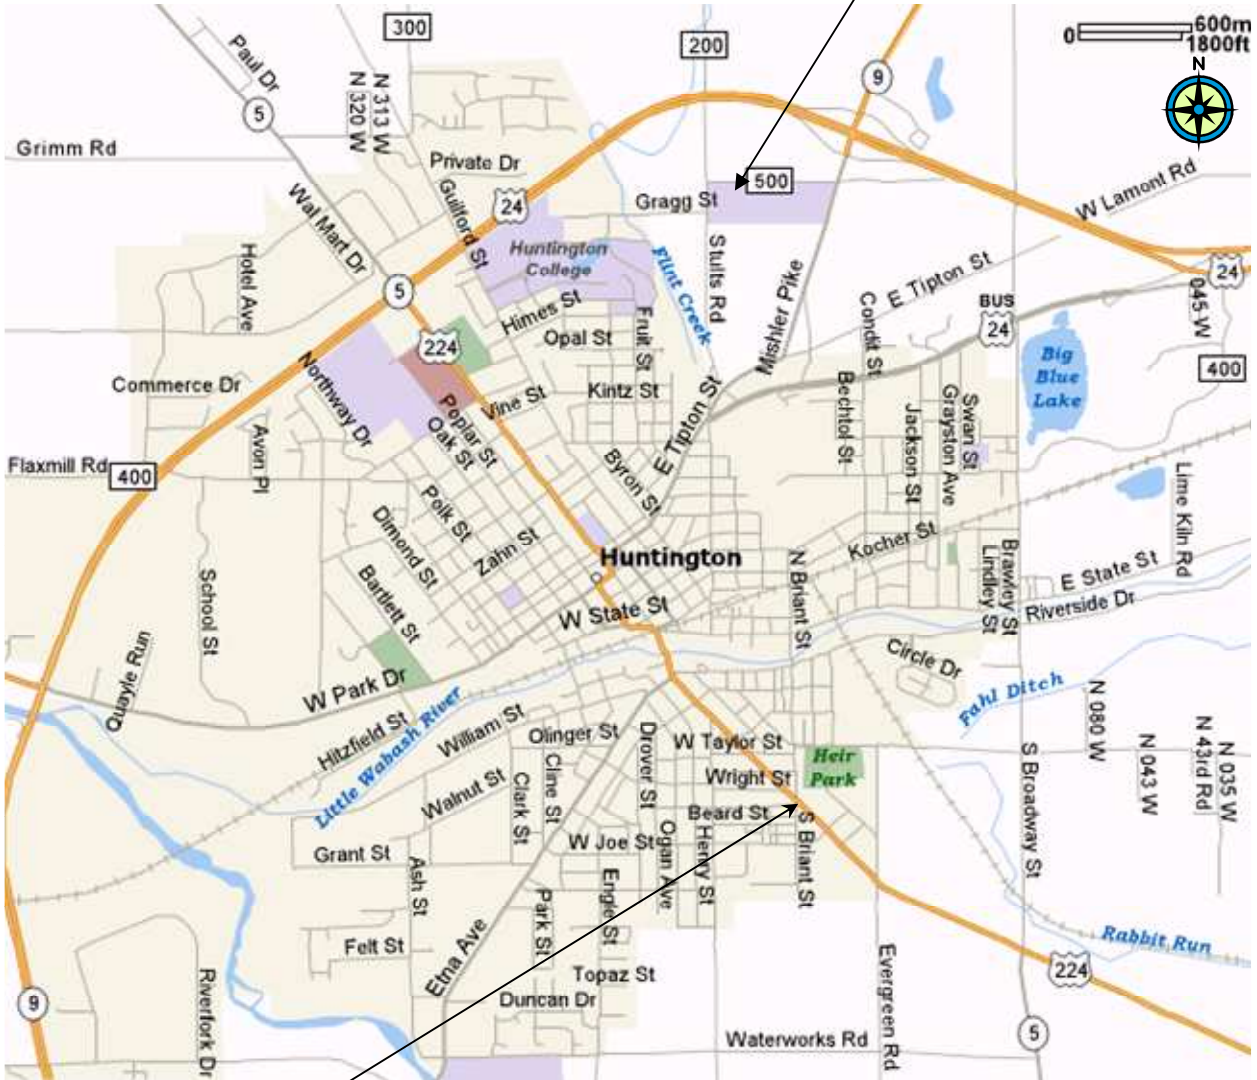 300
200
0
600m
1800ft
N
Paul Dr
N 313 W
N 320 W
9
5
Grimm Rd
Private Dr
500
Gragg St
W Lamont Rd
Guilford St
24
Wal Mart Dr
Huntington
College
Flint Creek
Stults Rd
Hotel Ave
5
E Tipton St
24
045 W
Himes St
Mishler Pike
Condit St
BUS
24
224
Opal St
Fruit St
Big
Blue
Lake
400
Commerce Dr
Northway Dr
Kintz St
Vine St
Poplar St
Oak St
E Tipton St
Bechtol St
Jackson St
Grayston Ave
Swan St
Avon Pl
Flaxmill Rd
400
Byron St
Lime Kiln Rd
Polk St
Dimond St
Zahn St
Huntington
Kocher St
N Briant St
Lindley St
Brawley St
E State St
Riverside Dr
Bartlett St
School St
W State St
Circle Dr
Quayle Run
W Park Dr
Fahl Ditch
N 080 W
Hitzfield St
Little Wabash River
William St
Olinger St
Drover St
W Taylor St
Heir
Park
N 043 W
N 43rd Rd
N 035 W
S Broadway St
Wright St
Walnut St
Clark St
Cline St
Beard St
S Briant St
Grant St
W Joe St
Ogan Ave
Henry St
Ash St
Park St
Engle St
Felt St
Etna Ave
Rabbit Run
224
Topaz St
Evergreen Rd
Duncan Dr
9
Riverfork Dr
Waterworks Rd
5